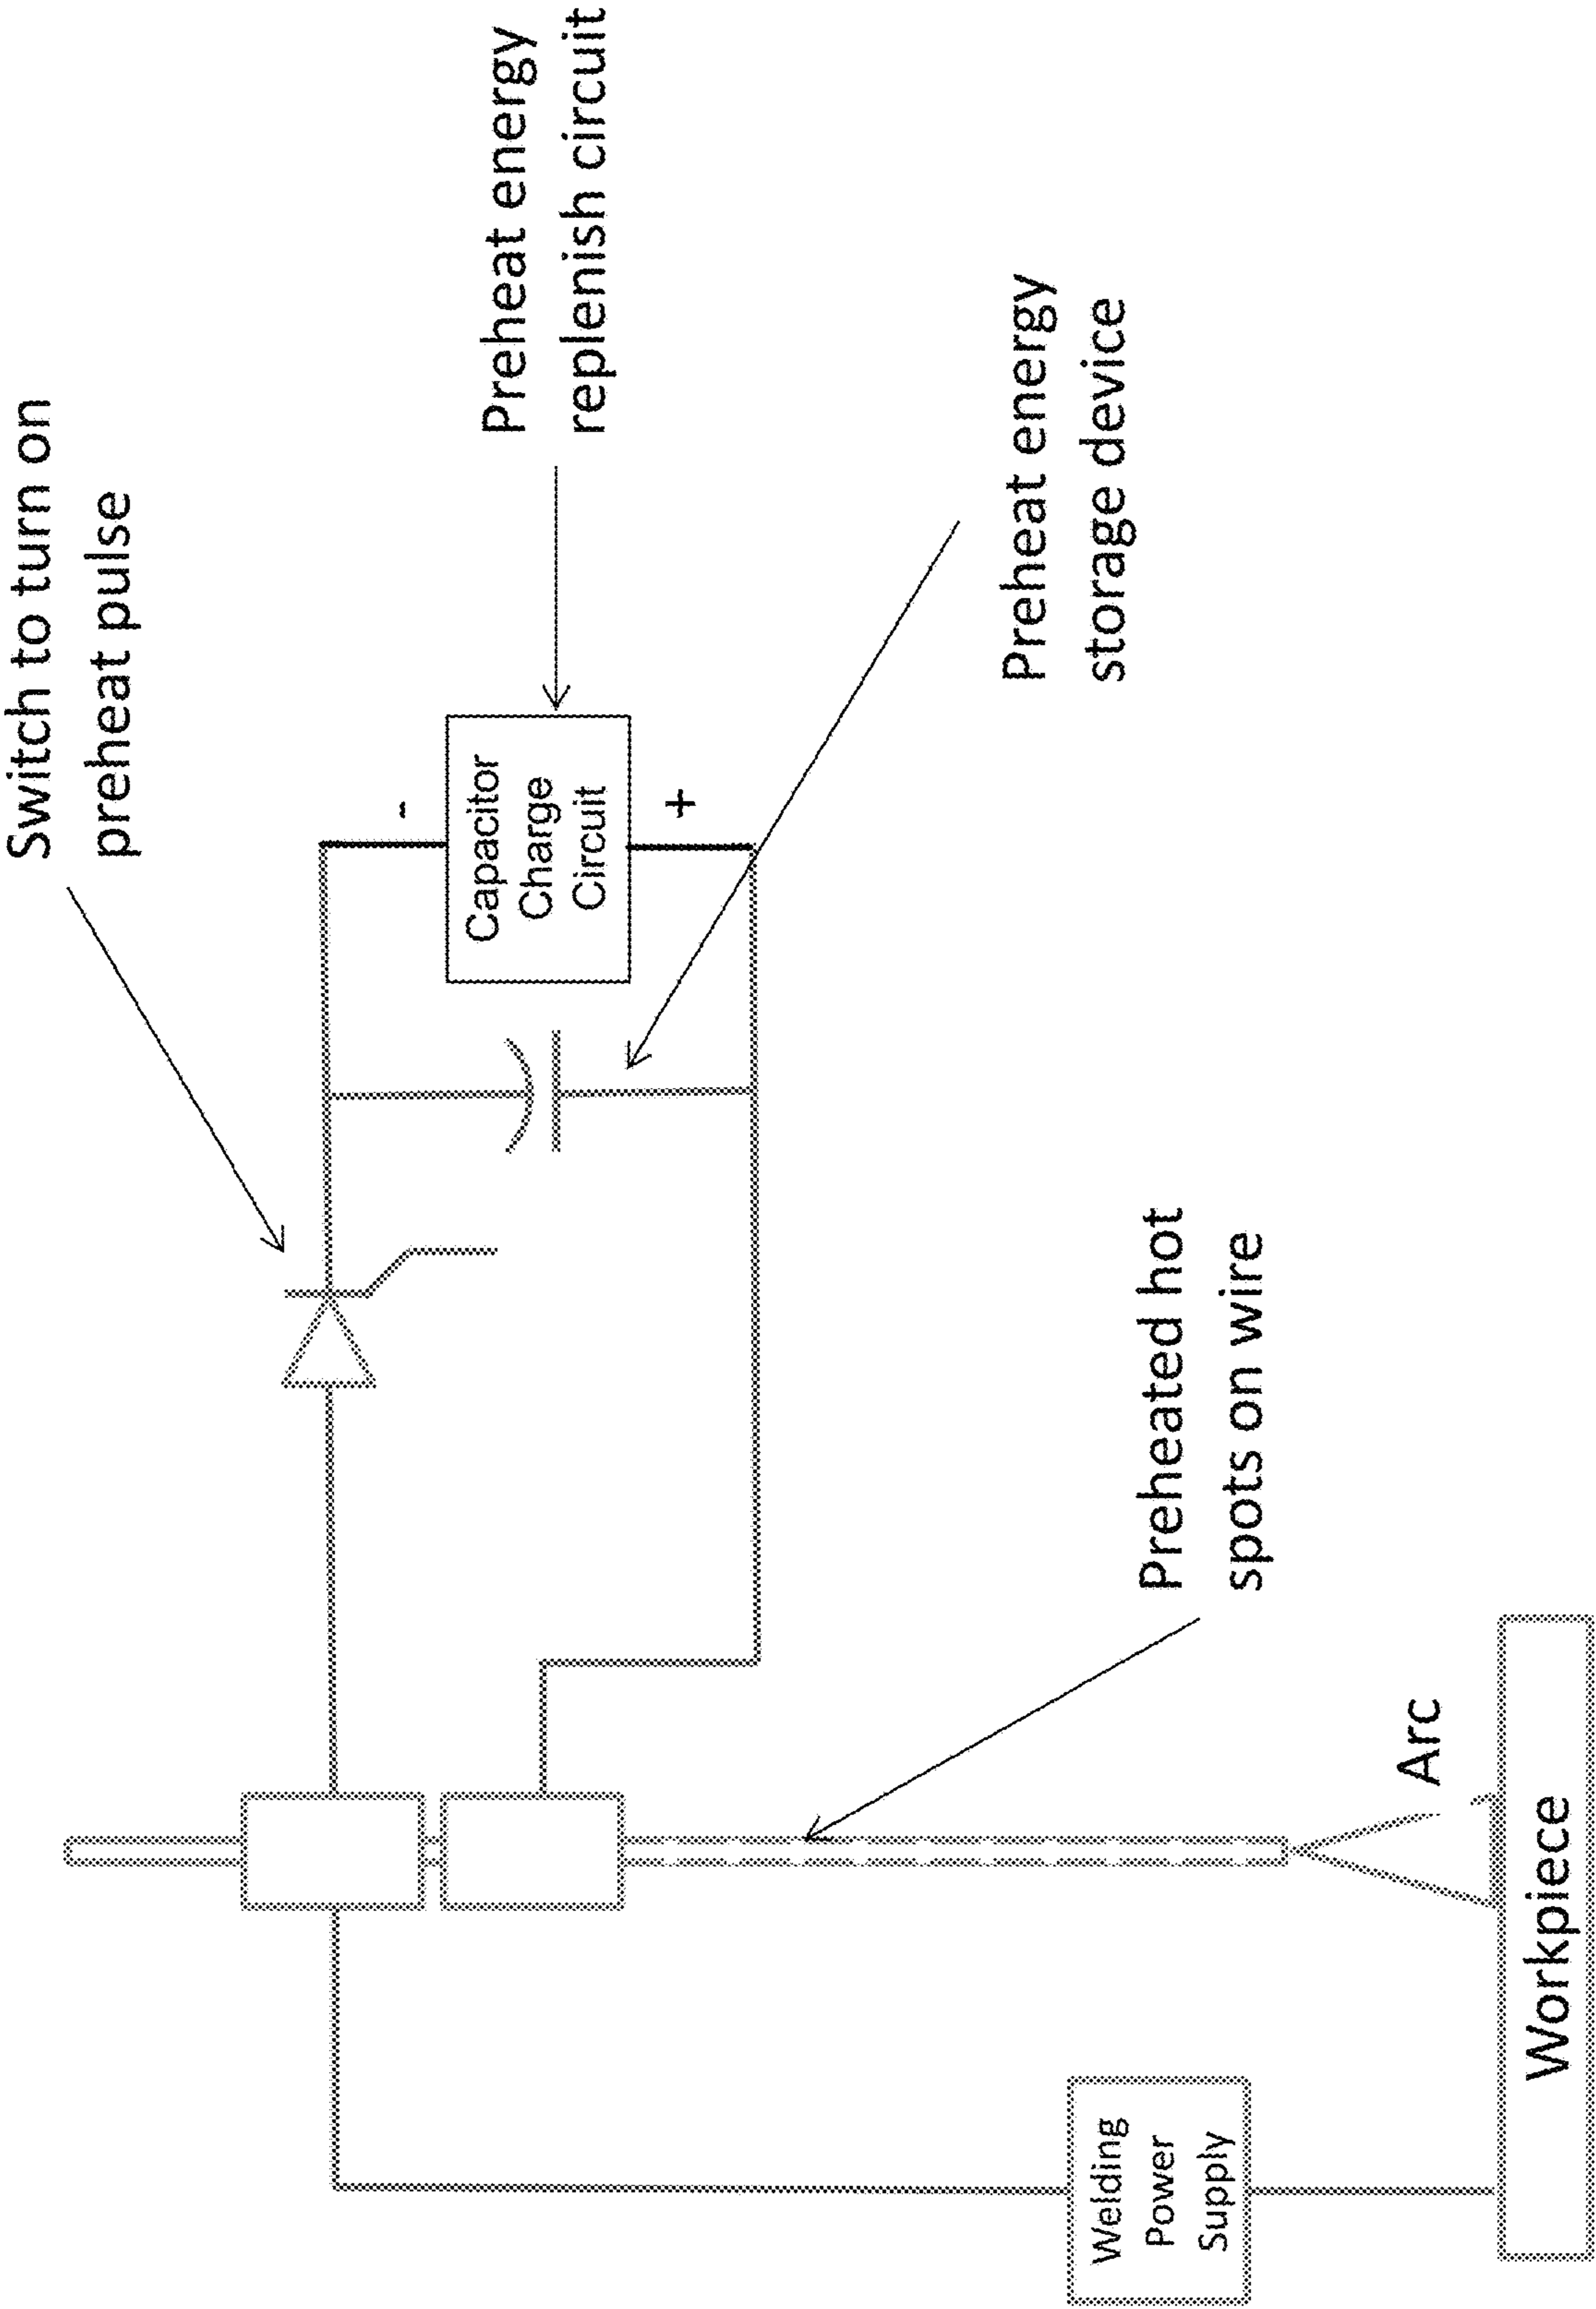 Switch to turn on
preheat pulse
Preheat energy
replenish circuit
-
Capacitor
Charge
Circuit
+
Preheat energy
storage device
Preheated hot
spots on wire
Arc
Welding
Power
Supply
Workpiece